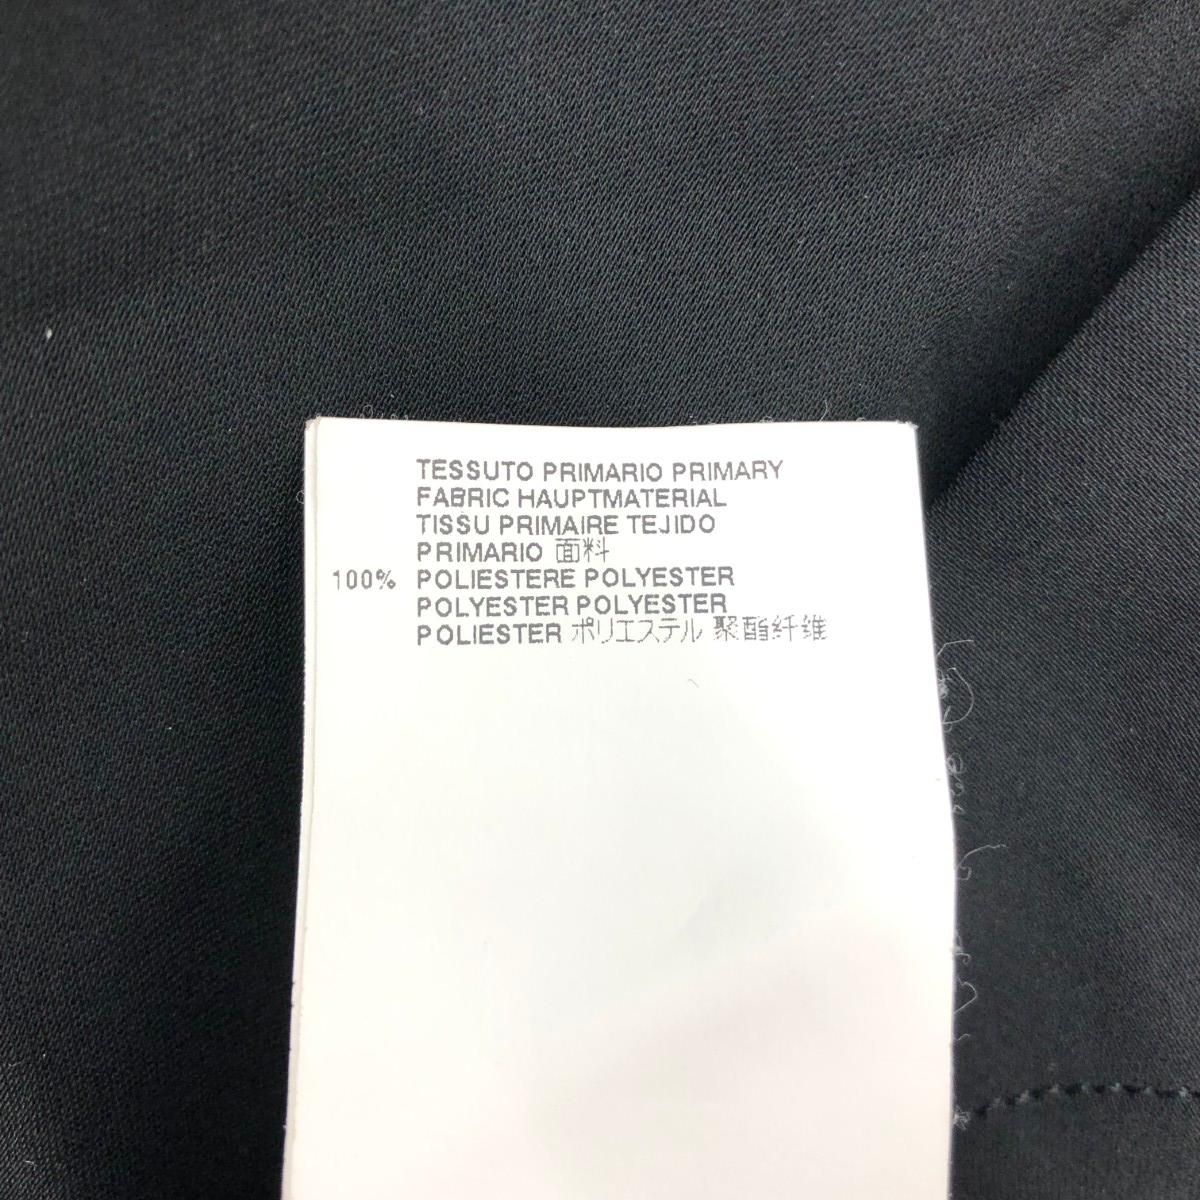 TESSUTO PRIMARIO PRIMARY
FABRIC HAUPTMATERIAL
TISSU PRIMAIRE TEJIDO
PRIMARIO 面料
100% POLIESTERE POLYESTER
POLYESTER POLYESTER
POLIESTER ポリエステル 聚酯纤维